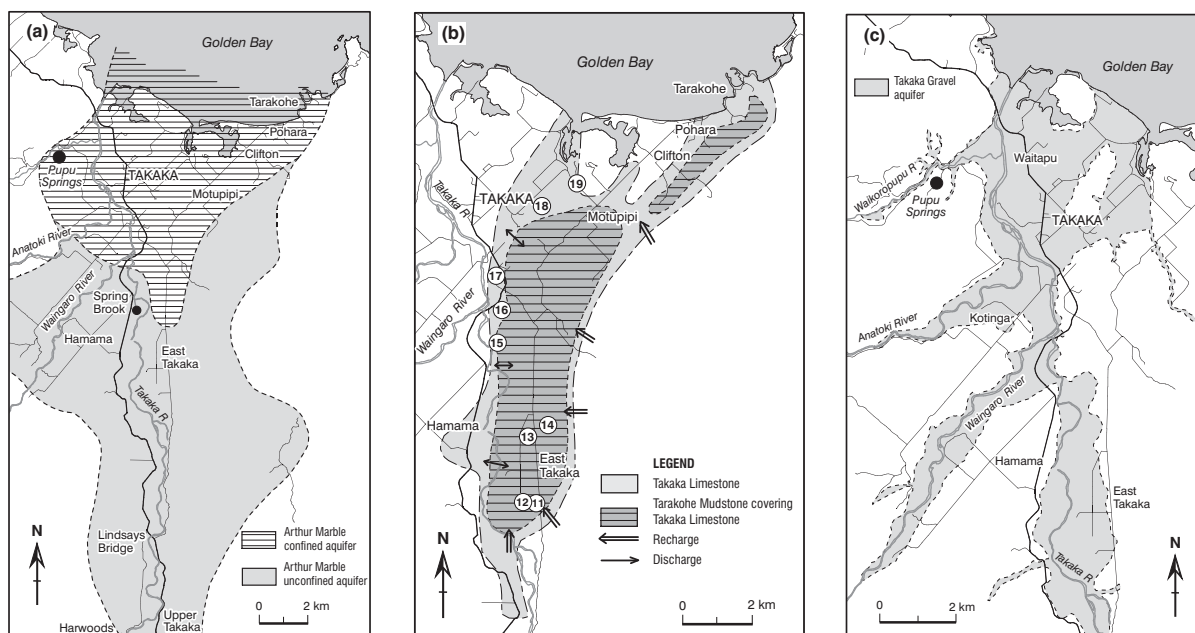 (a)
Golden Bay
Tarakohe
Pohara
Clifton
Pupu
Springs
TAKAKA
Motupipi
Anatoki River
Waingaro River
Spring
Brook
Hamama
East
Takaka
Takaka R
Lindsays
Bridge
Arthur Marble
confined aquifer
Arthur Marble
unconfined aquifer
N
0 2 km
Harwoods
Upper
Takaka
(b)
Golden Bay
Tarakohe
Pohara
Clifton
19
Takaka R
TAKAKA
18
Motupipi
17
Waingaro River
16
15
Hamama
14
13
East
Takaka
12
11
LEGEND
Takaka Limestone
Tarakohe Mudstone covering
Takaka Limestone
Recharge
Discharge
N
0 2 km
(c)
Golden Bay
Takaka Gravel
aquifer
Waitapu
Waikoropupu R
Pupu
Springs
TAKAKA
Anatoki River
Kotinga
Waingaro River
Hamama
East
Takaka
Takaka R
N
0 2 km